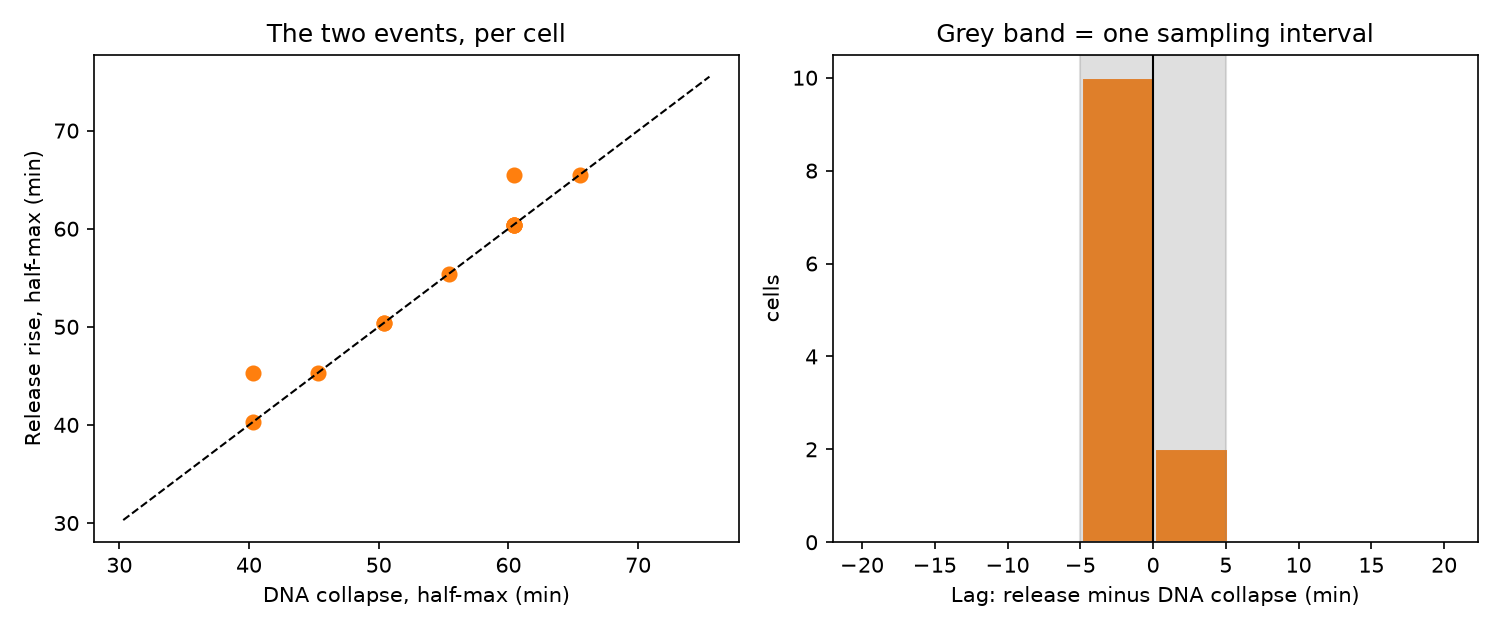 The two events, per cell
Release rise, half-max (min)
70
60
50
40
30
30 40 50 60 70
DNA collapse, half-max (min)
Grey band = one sampling interval
cells
10
8
6
4
2
0
−20 −15 −10 −5 0 5 10 15 20
Lag: release minus DNA collapse (min)